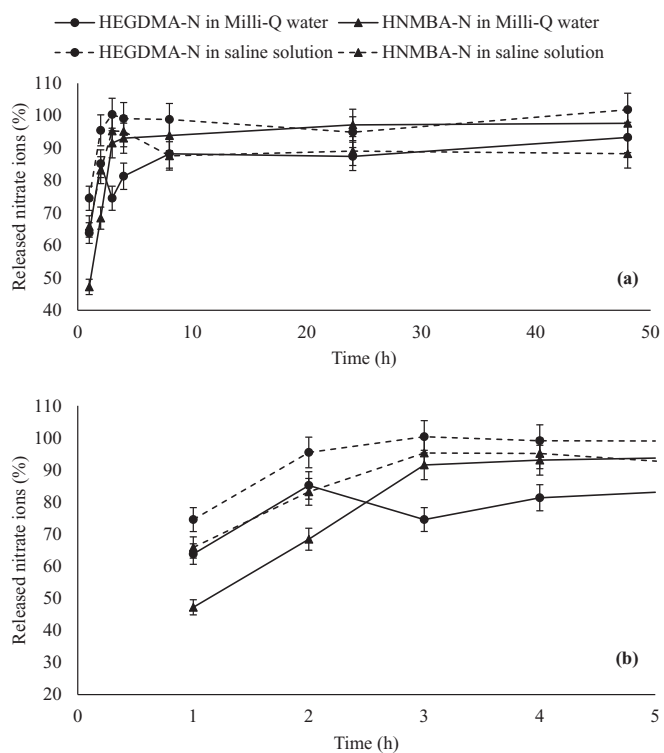 HEGDMA-N in Milli-Q water HNMBA-N in Milli-Q water
HEGDMA-N in saline solution HNMBA-N in saline solution
Released nitrate ions (%)
110
100
90
80
70
60
50
40
0 10 20 30 40 50
Time (h)
(a)
Released nitrate ions (%)
110
100
90
80
70
60
50
40
30
20
0 1 2 3 4 5
Time (h)
(b)